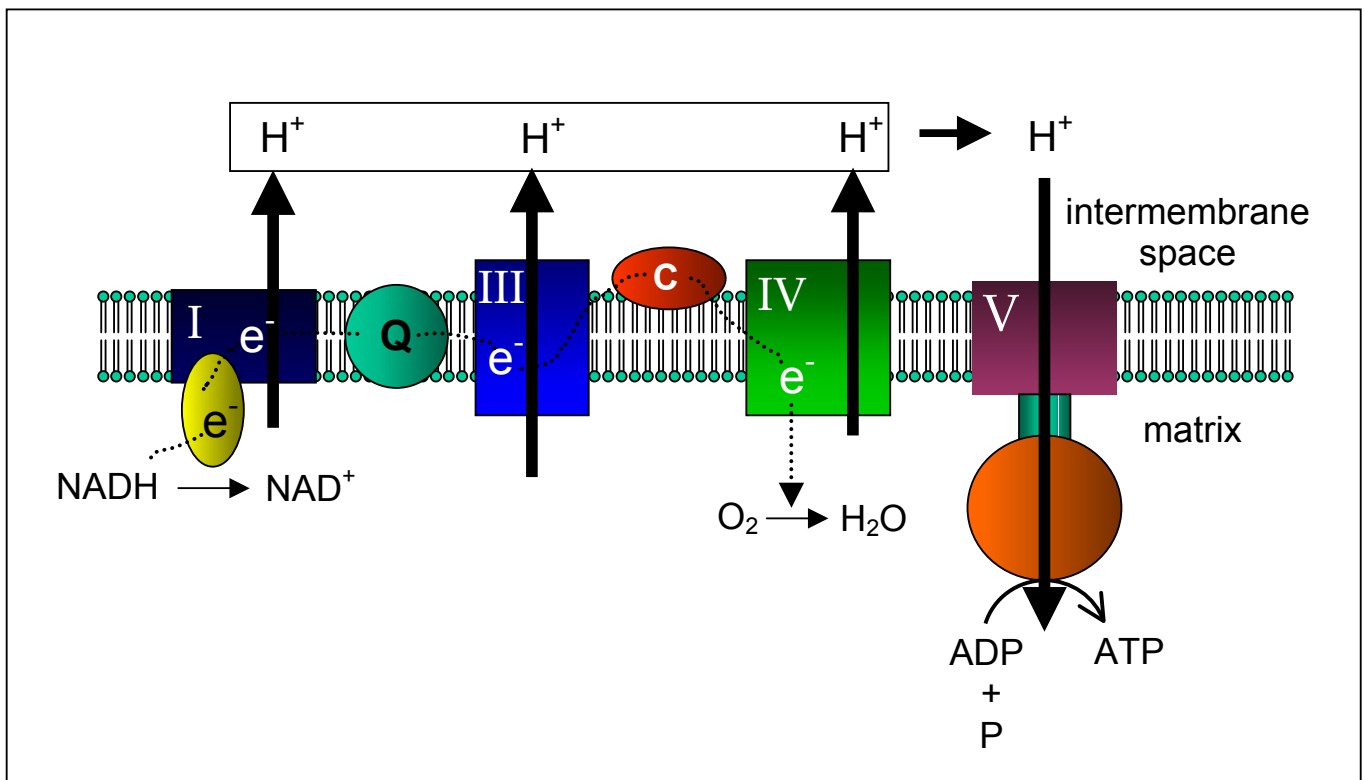 H⁺ H⁺ H⁺ H⁺
intermembrane
space
I e⁻ Q III e⁻ C IV e⁻ V
e⁻
matrix
NADH NAD⁺
O₂ H₂O
ADP ATP
+
P